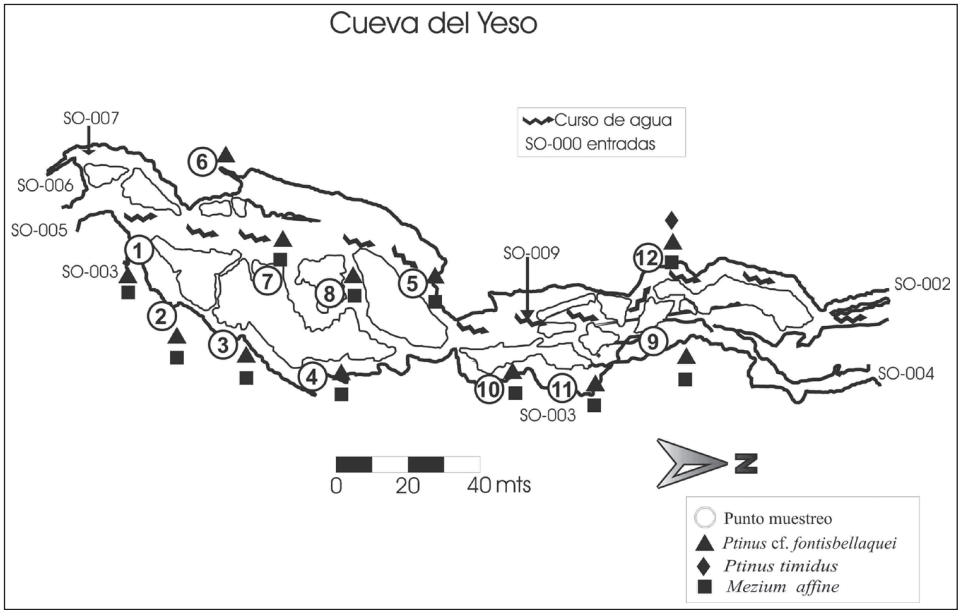 Cueva del Yeso
SO-007
Curso de agua
SO-000 entradas
6
SO-006
SO-005
1
SO-009
12
SO-003
7
8
5
SO-002
2
3
9
4
SO-004
10
11
SO-003
N
0 20 40 mts
Punto muestreo
Ptinus cf. fontisbellaquei
Ptinus timidus
Mezium affine